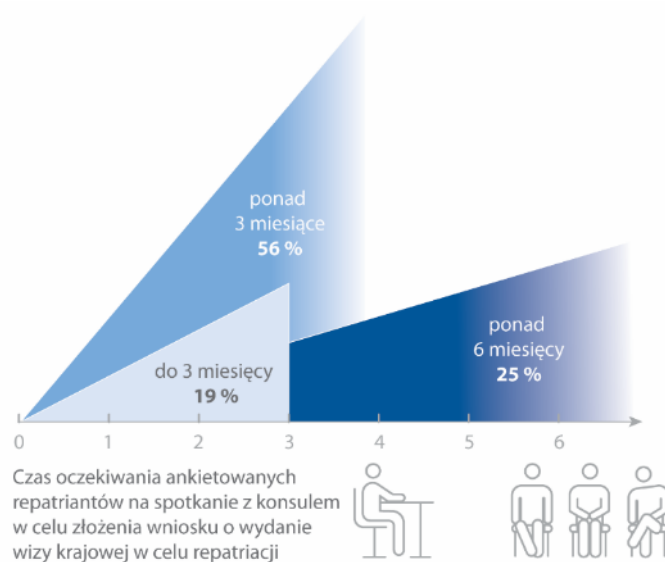 ponad
3 miesiące
56 %
do 3 miesięcy
19 %
ponad
6 miesięcy
25 %
0 1 2 3 4 5 6
Czas oczekiwania ankietowanych
repatriantów na spotkanie z konsulem
w celu złożenia wniosku o wydanie
wizy krajowej w celu repatriacji